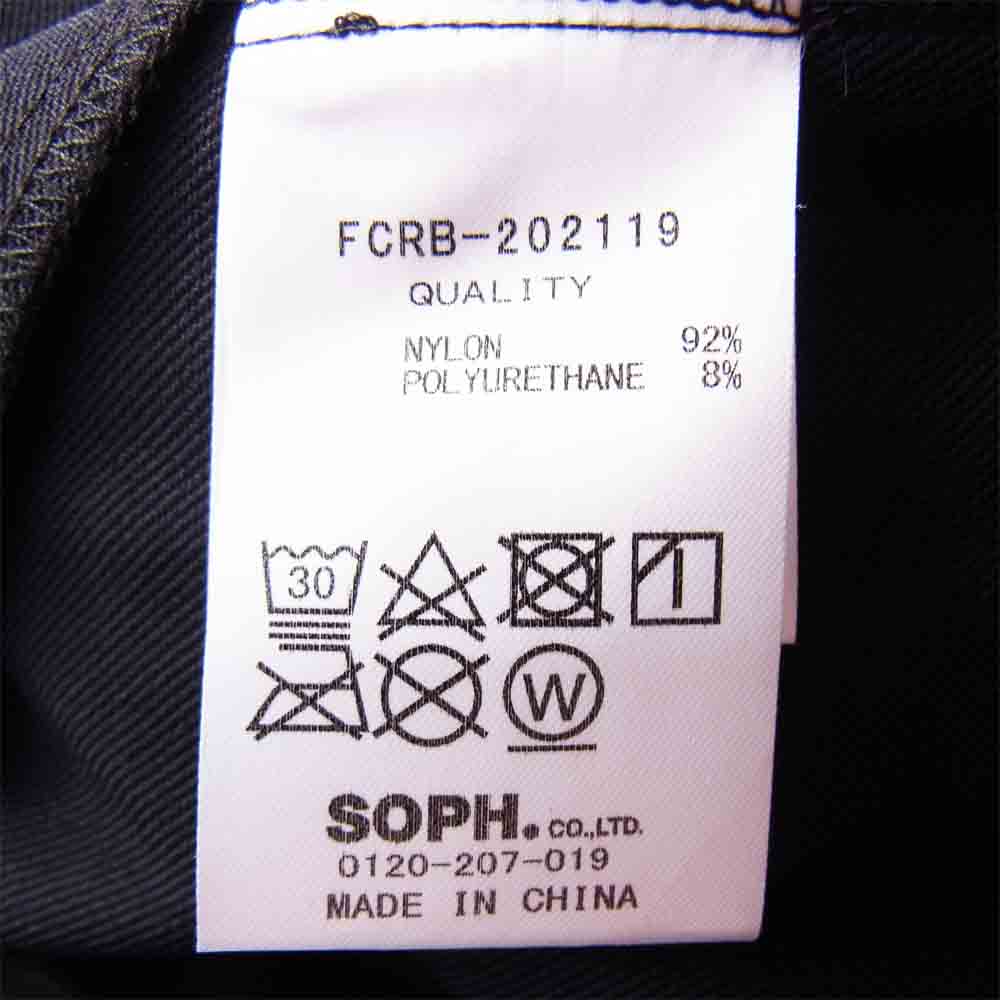 FCRB-202119
QUALITY
NYLON 92%
POLYURETHANE 8%
30
W
SOPH. CO.,LTD.
0120-207-019
MADE IN CHINA